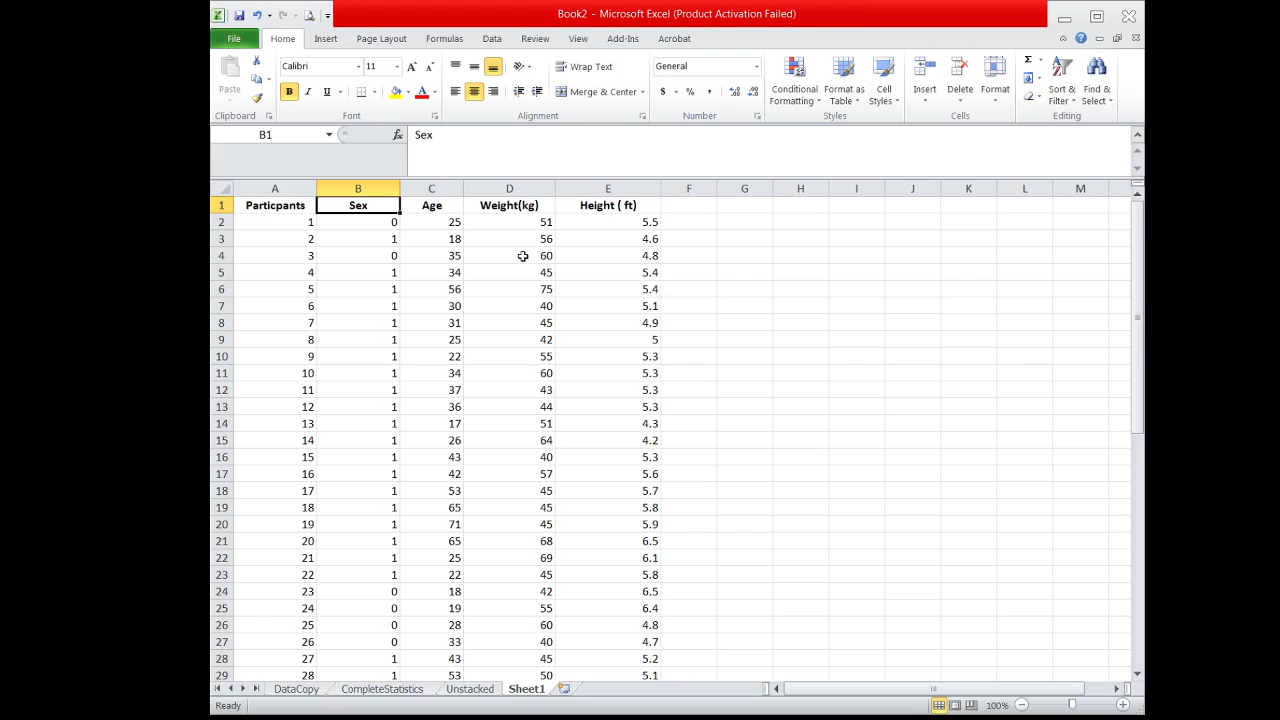 Book2 - Microsoft Excel (Product Activation Failed)
File Home Insert Page Layout Formulas Data Review View Add-Ins Acrobat
Paste Calibri 11 Wrap Text General Conditional Formatting Format as Table Cell Styles Insert Delete Format Sort & Filter Find & Select
B I U Merge & Center $ % ,
Clipboard Font Alignment Number Styles Cells Editing
B1 fx Sex
A B C D E F G H I J K L M
1 Particpants Sex Age Weight(kg) Height ( ft)
2 1 0 25 51 5.5
3 2 1 18 56 4.6
4 3 0 35 60 4.8
5 4 1 34 45 5.4
6 5 1 56 75 5.4
7 6 1 30 40 5.1
8 7 1 31 45 4.9
9 8 1 25 42 5
10 9 1 22 55 5.3
11 10 1 34 60 5.3
12 11 1 37 43 5.3
13 12 1 36 44 5.3
14 13 1 17 51 4.3
15 14 1 26 64 4.2
16 15 1 43 40 5.3
17 16 1 42 57 5.6
18 17 1 53 45 5.7
19 18 1 65 45 5.8
20 19 1 71 45 5.9
21 20 1 65 68 6.5
22 21 1 25 69 6.1
23 22 1 22 45 5.8
24 23 0 18 42 6.5
25 24 0 19 55 6.4
26 25 0 28 60 4.8
27 26 0 33 40 4.7
28 27 1 43 45 5.2
29 28 1 53 50 5.1
DataCopy CompleteStatistics Unstacked Sheet1
Ready 100%